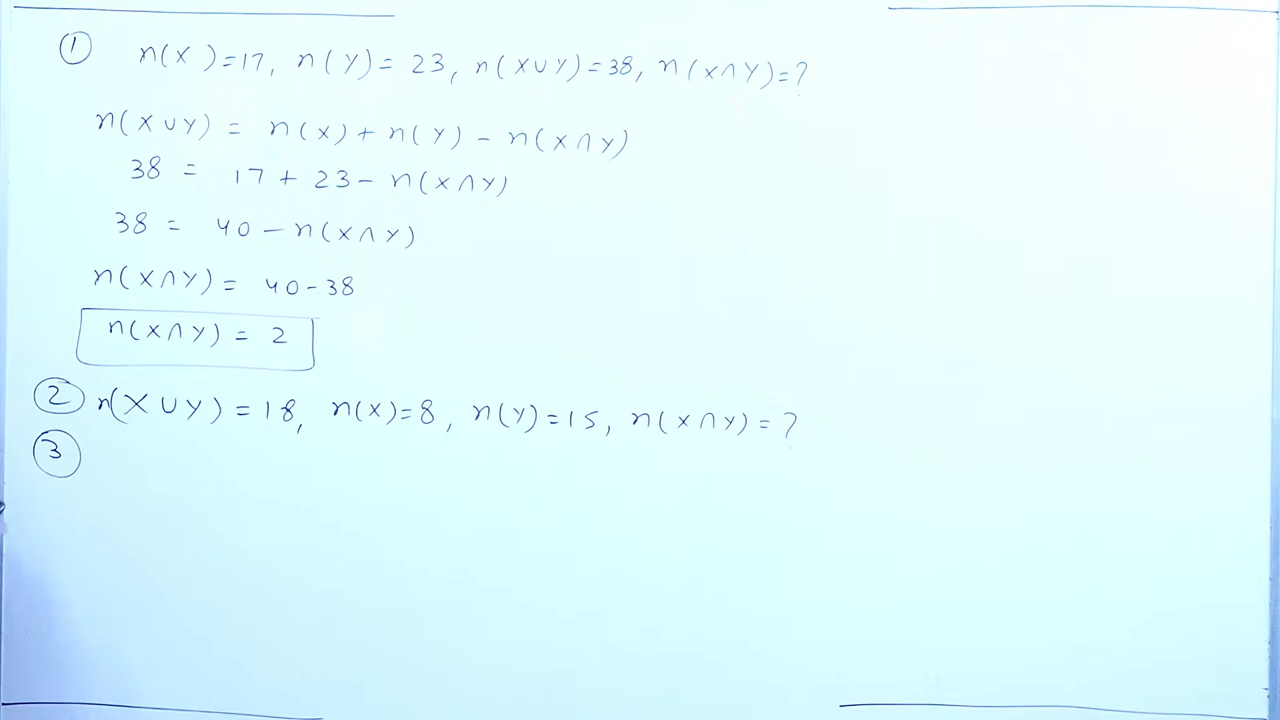 ① n(X)=17, n(Y)= 23, n(X∪Y)=38, n(X∩Y)=?
n(X∪Y) = n(X)+n(Y)-n(X∩Y)
38 = 17+23-n(X∩Y)
38 = 40-n(X∩Y)
n(X∩Y)= 40-38
n(X∩Y) = 2
② n(X∪Y)=18, n(X)=8, n(Y)=15, n(X∩Y)=?
③